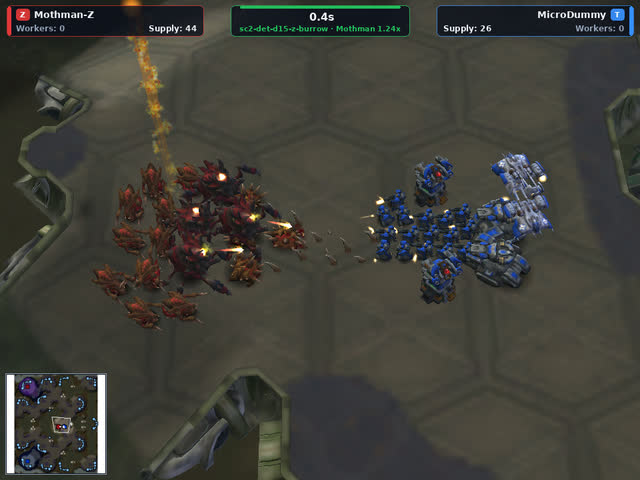 Z Mothman-Z
Workers: 0 Supply: 44
0.4s
sc2-det-d15-z-burrow · Mothman 1.24x
MicroDummy T
Supply: 26 Workers: 0